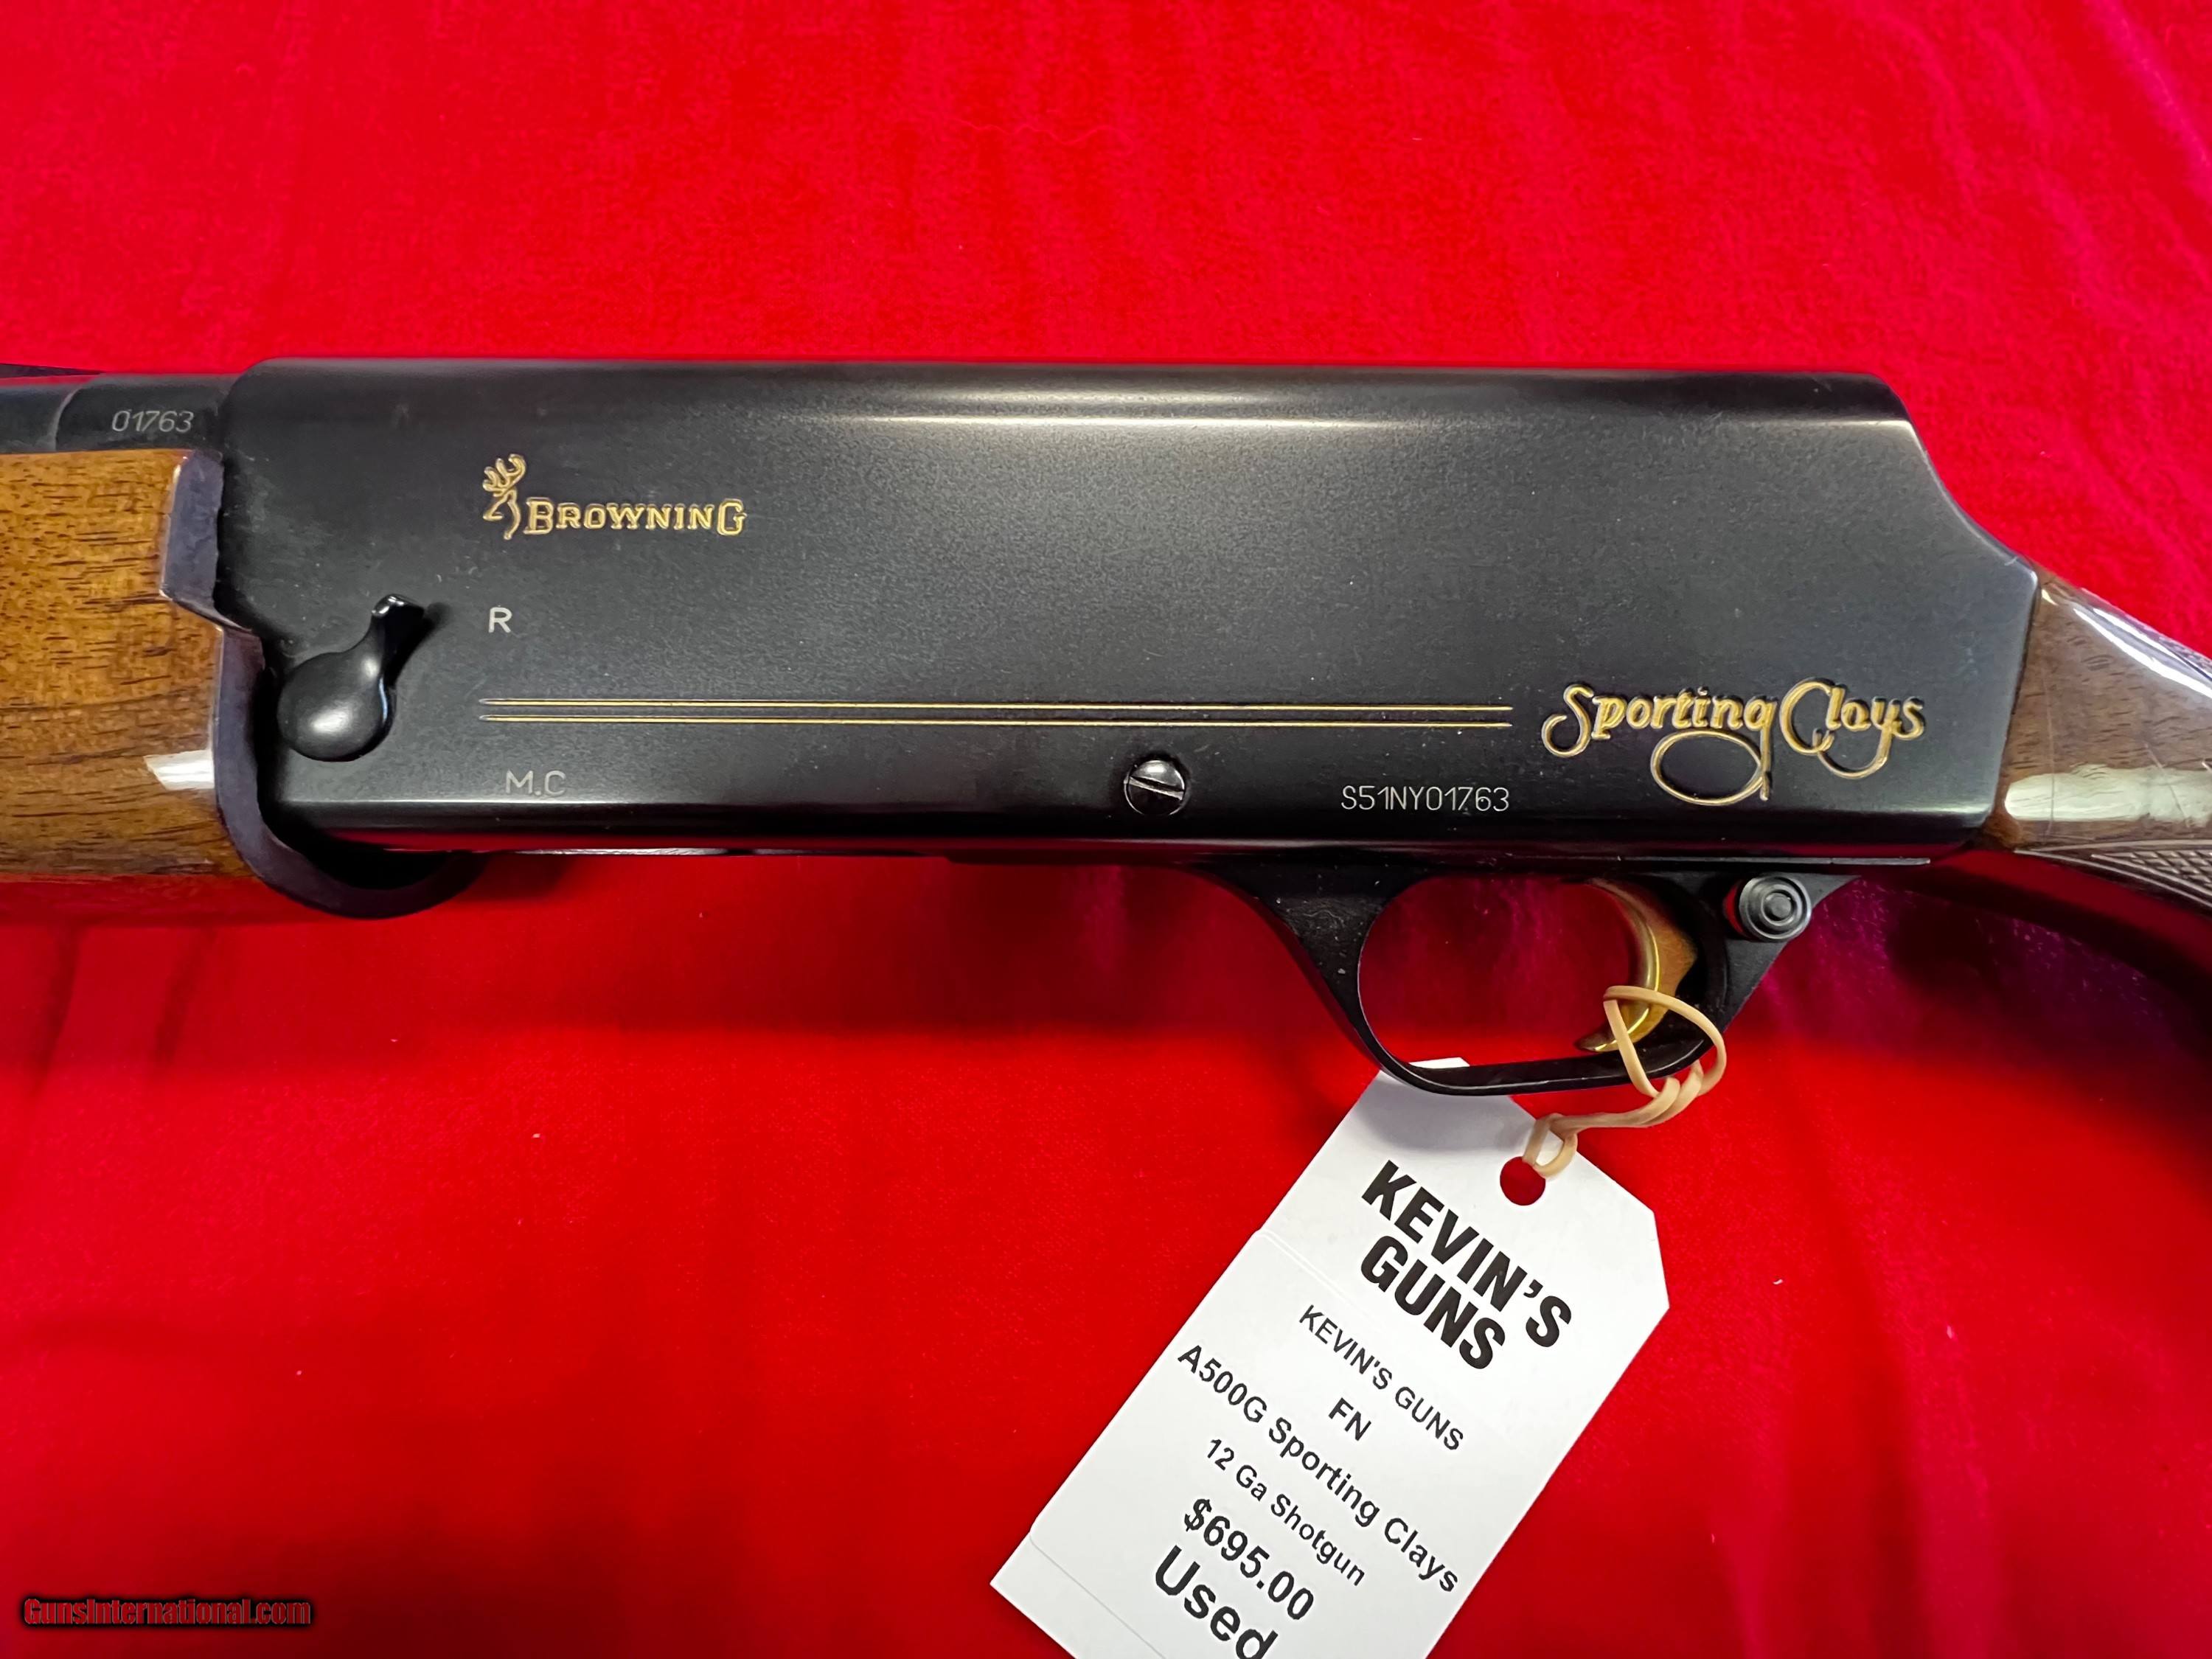 01763
BROWNING
R
Sporting Clays
M.C
S51NY01763
KEVIN'S
GUNS
KEVIN'S GUNS
FN
A500G Sporting Clays
12 Ga Shotgun
$695.00
Used
GunsInternational.com